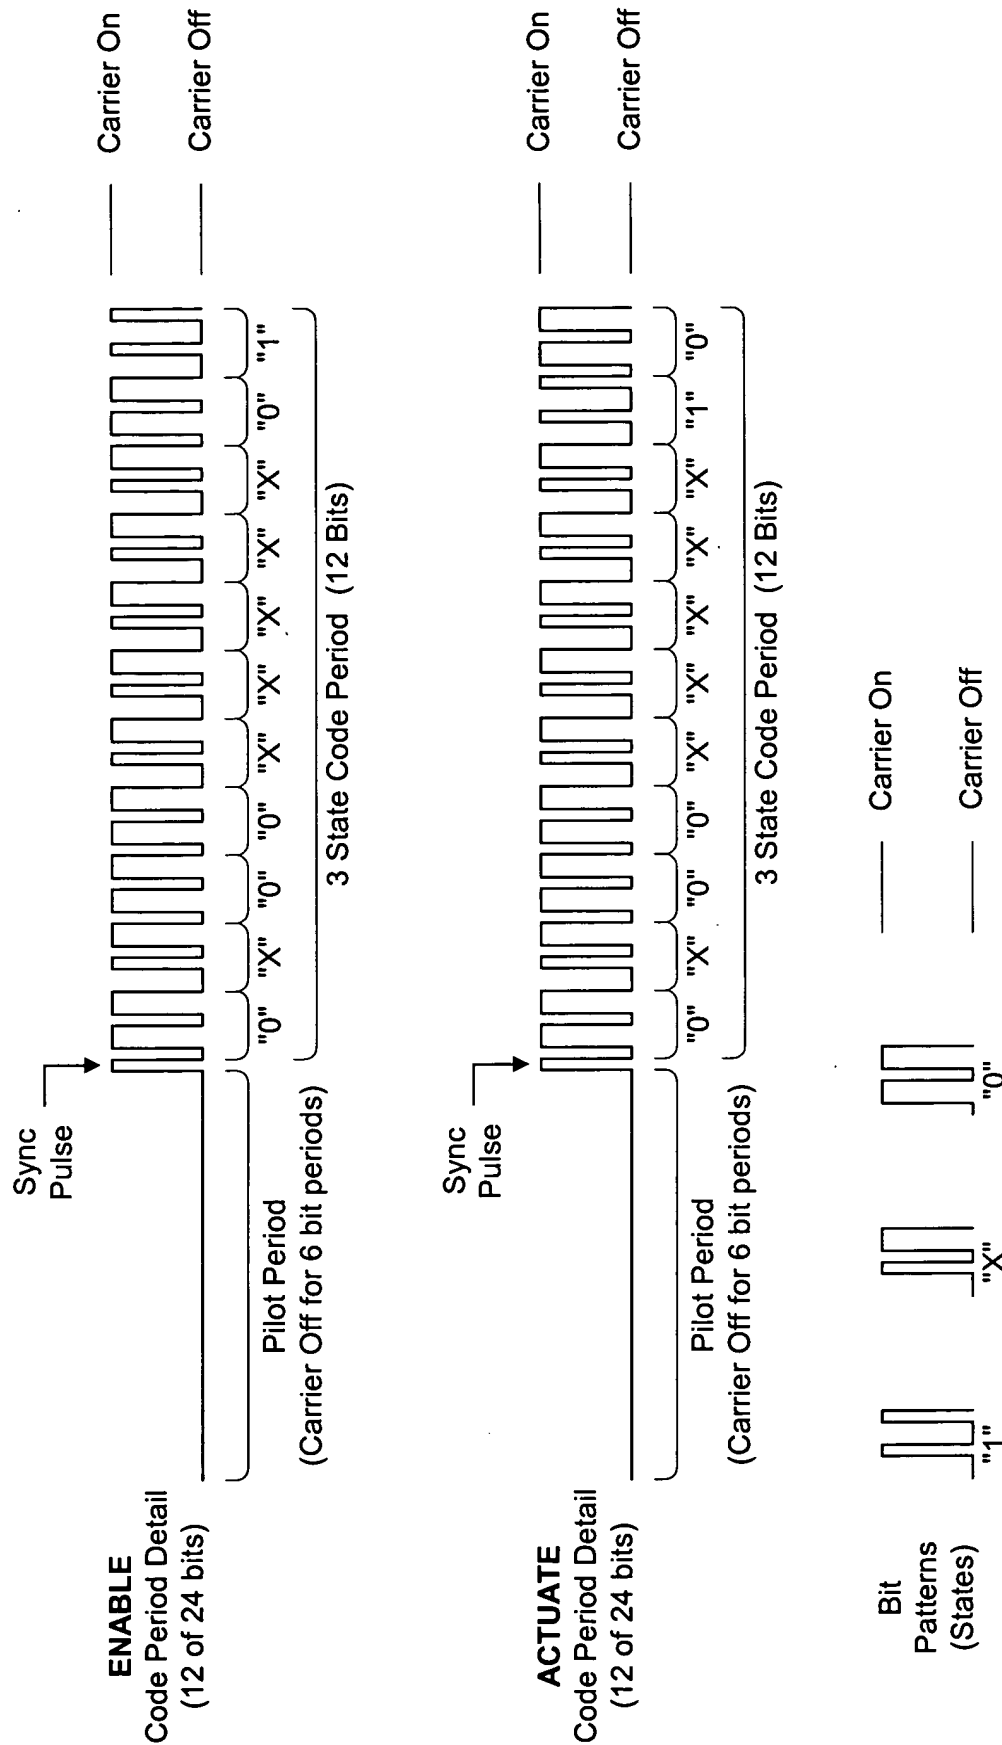 ENABLE
Code Period Detail
(12 of 24 bits)
Sync
Pulse
Carrier On
Carrier Off
"0" "X" "0" "0" "X" "X" "X" "X" "X" "0" "1"
Pilot Period
(Carrier Off for 6 bit periods)
3 State Code Period (12 Bits)
ACTUATE
Code Period Detail
(12 of 24 bits)
Sync
Pulse
Carrier On
Carrier Off
"0" "X" "0" "0" "X" "X" "X" "X" "X" "1" "0"
Pilot Period
(Carrier Off for 6 bit periods)
3 State Code Period (12 Bits)
Bit
Patterns
(States)
"1" "X" "0"
Carrier On
Carrier Off